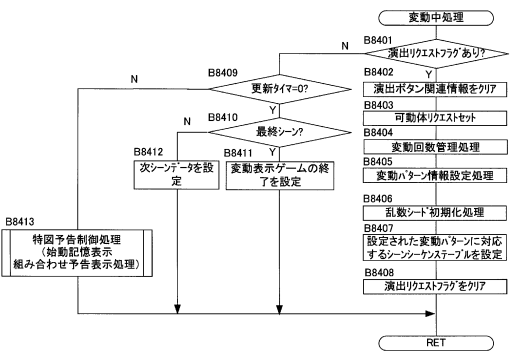 変動中処理
B8401
演出リクエストフラグあり?
N
Y
B8402
演出ボタン関連情報をクリア
B8403
可動体リクエストセット
B8404
変動回数管理処理
B8405
変動パターン情報設定処理
B8406
乱数シード初期化処理
B8407
設定された変動パターンに対応
するシーンシーケンステーブルを設定
B8408
演出リクエストフラグをクリア
B8409
更新タイマ=0?
N
Y
B8410
最終シーン?
N
Y
B8412
次シーンデータを設
定
B8411
変動表示ゲームの終
了を設定
B8413
特図予告制御処理
(始動記憶表示
組み合わせ予告表示処理)
RET